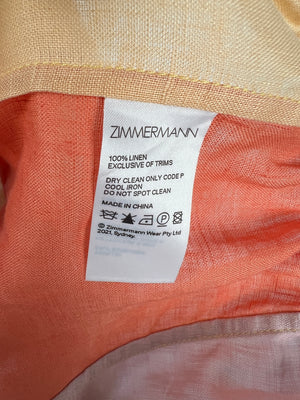 ZIMMERMANN
100% LINEN
EXCLUSIVE OF TRIMS
DRY CLEAN ONLY CODE P
COOL IRON
DO NOT SPOT CLEAN
MADE IN CHINA
© Zimmermann Wear Pty Ltd
2021, Sydney.